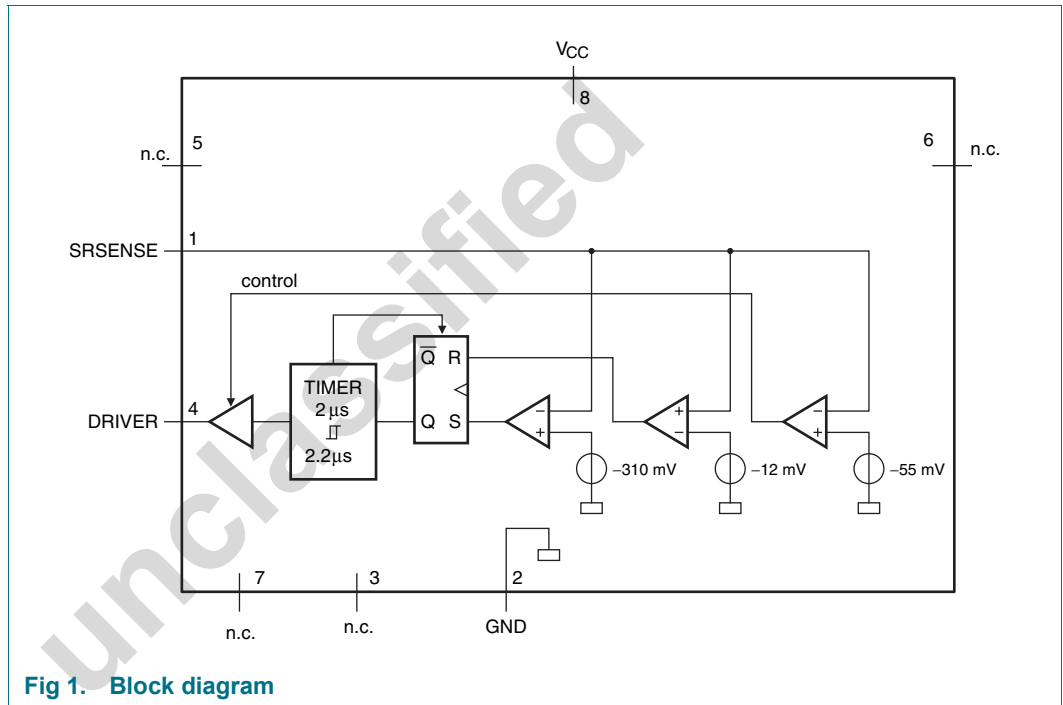 VCC
8
5
n.c.
6
n.c.
SRSENSE
1
control
Q R
TIMER
2 μs
2.2μs
Q S
DRIVER
4
−
+
+
−
−
+
−310 mV
−12 mV
−55 mV
7
n.c.
3
n.c.
2
GND
unclassified
Fig 1. Block diagram